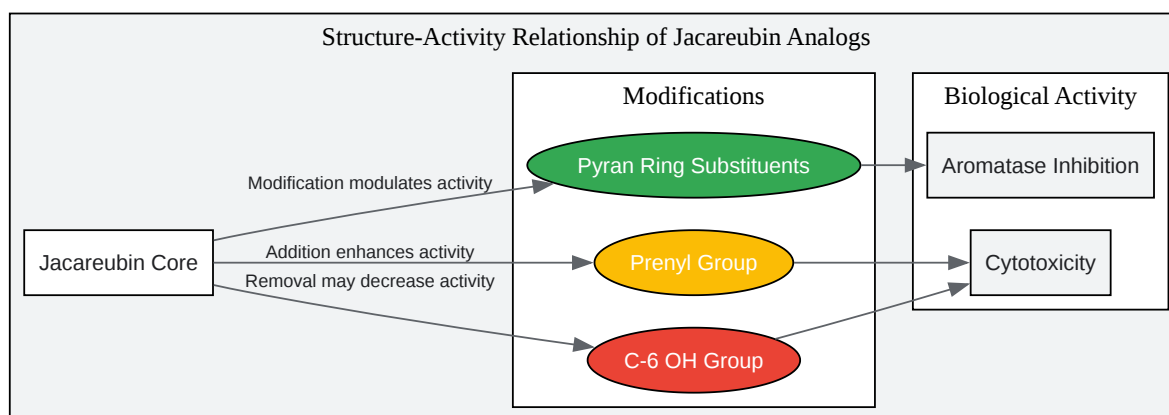 Structure-Activity Relationship of Jacareubin Analogs
Modifications
Biological Activity
Pyran Ring Substituents
Aromatase Inhibition
Modification modulates activity
Jacareubin Core
Addition enhances activity
Prenyl Group
Cytotoxicity
Removal may decrease activity
C-6 OH Group